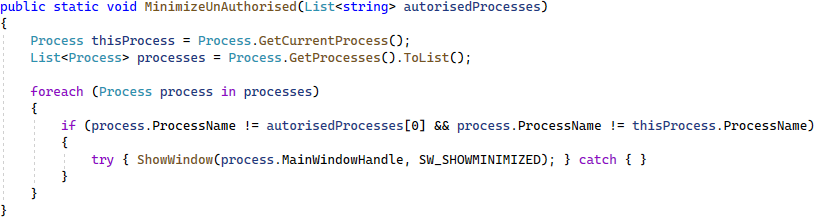 public static void MinimizeUnAuthorised(List<string> autorisedProcesses)
{
    Process thisProcess = Process.GetCurrentProcess();
    List<Process> processes = Process.GetProcesses().ToList();

    foreach (Process process in processes)
    {
        if (process.ProcessName != autorisedProcesses[0] && process.ProcessName != thisProcess.ProcessName)
        {
            try { ShowWindow(process.MainWindowHandle, SW_SHOWMINIMIZED); } catch { }
        }
    }
}